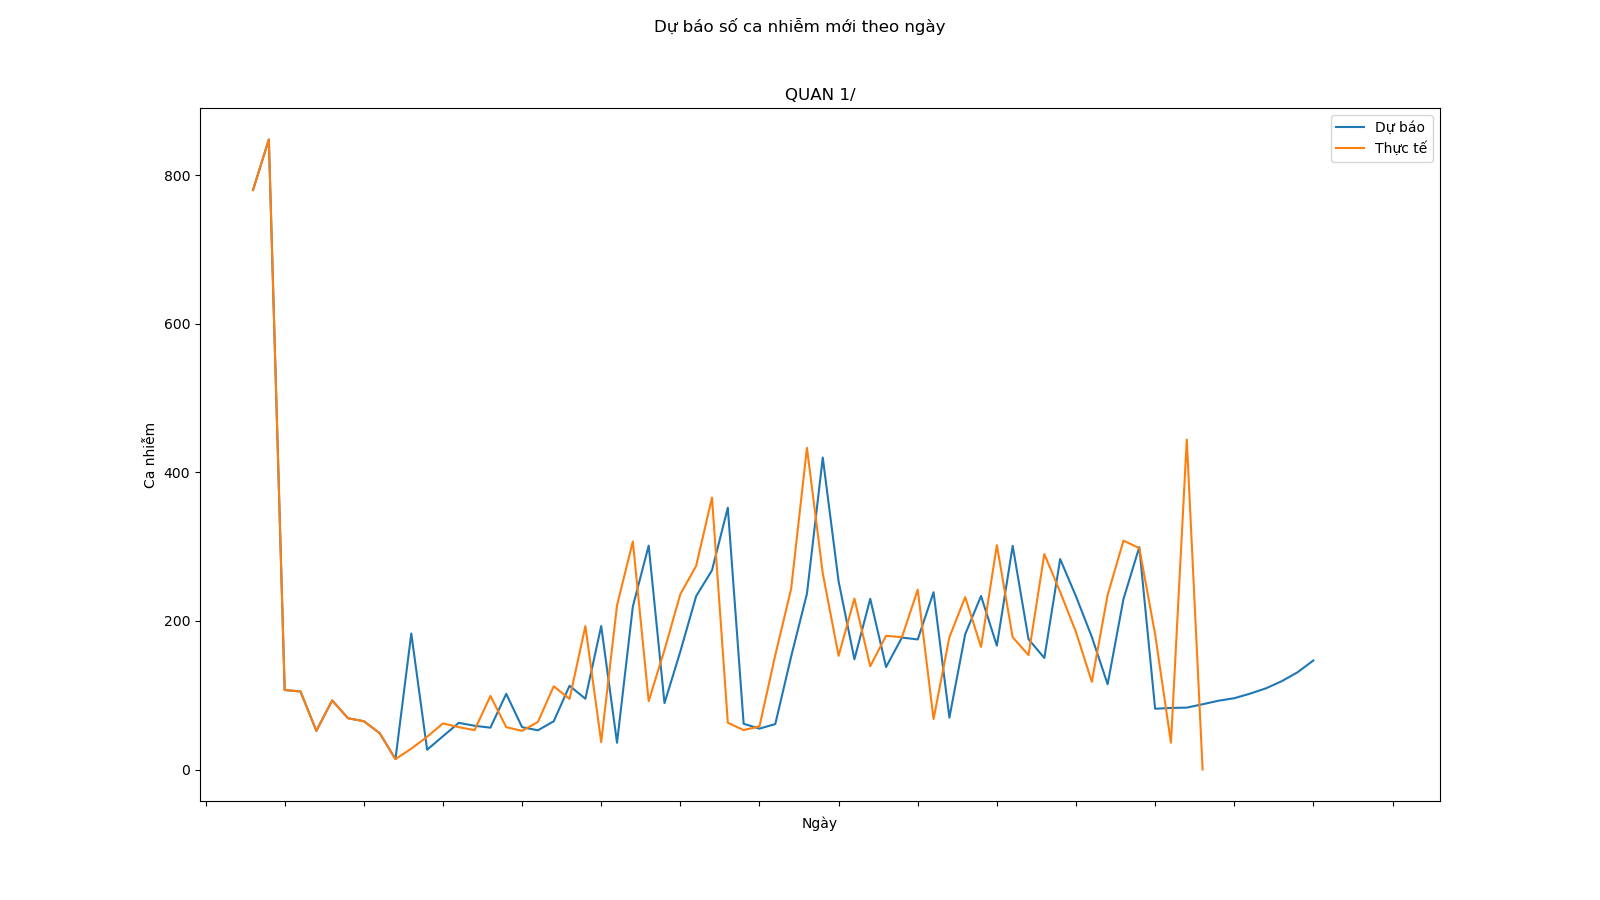 Dự báo số ca nhiễm mới theo ngày
QUAN 1/
Dự báo
Thực tế
800
600
400
200
0
Ca nhiễm
Ngày